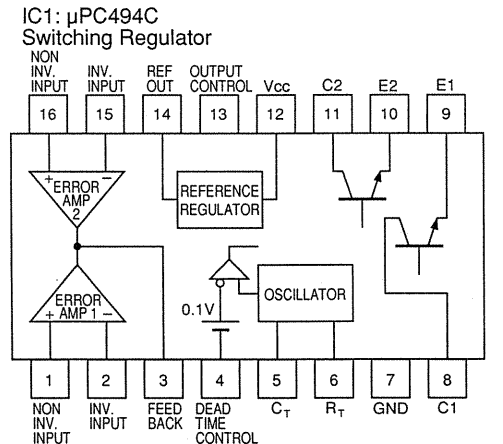 IC1: µPC494C
Switching Regulator
NON
INV.
INPUT
INV.
INPUT
REF
OUT
OUTPUT
CONTROL
Vcc
C2
E2
E1
16
15
14
13
12
11
10
9
+ −
ERROR
AMP
2
REFERENCE
REGULATOR
ERROR
+ AMP 1 −
0.1V
OSCILLATOR
1
2
3
4
5
6
7
8
NON
INV.
INPUT
INV.
INPUT
FEED
BACK
DEAD
TIME
CONTROL
CT
RT
GND
C1